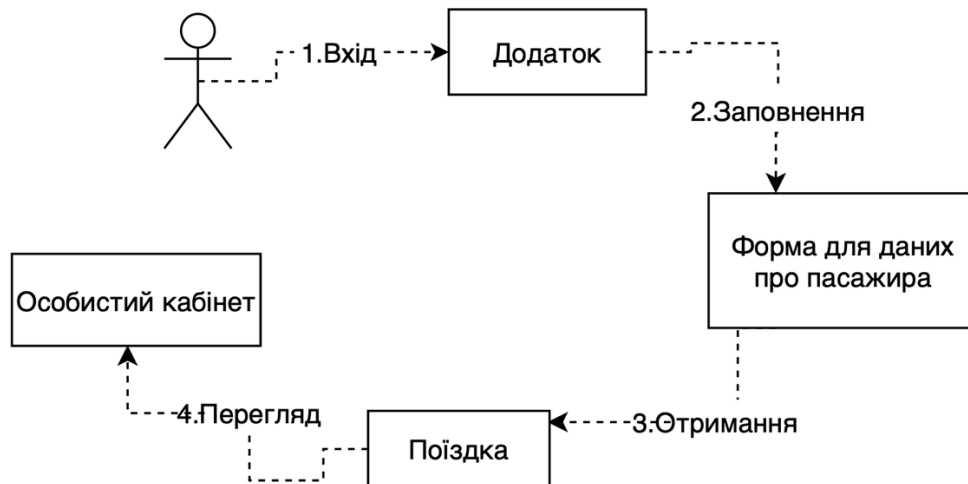 1.Вхід
Додаток
2.Заповнення
Форма для даних
про пасажира
3.Отримання
Поїздка
4.Перегляд
Особистий кабінет